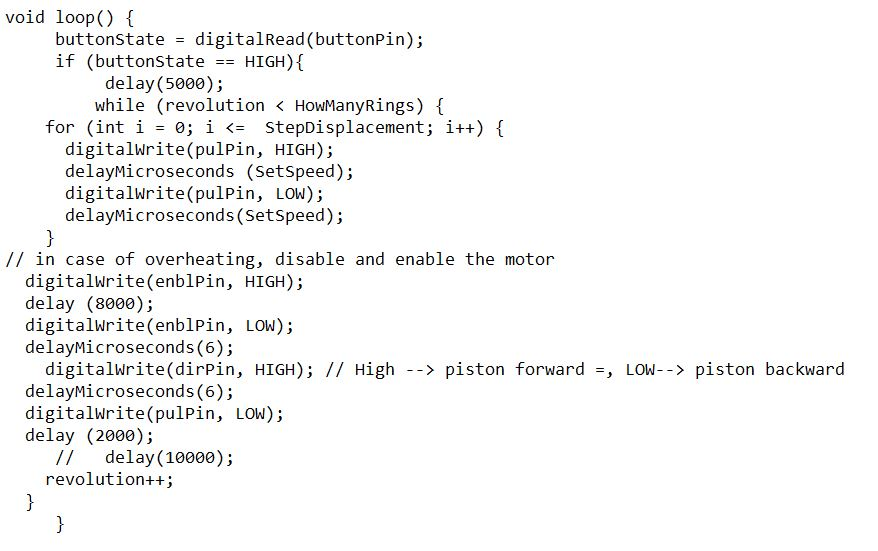 void loop() {
     buttonState = digitalRead(buttonPin);
     if (buttonState == HIGH){
          delay(5000);
         while (revolution < HowManyRings) {
    for (int i = 0; i <=  StepDisplacement; i++) {
      digitalWrite(pulPin, HIGH);
      delayMicroseconds (SetSpeed);
      digitalWrite(pulPin, LOW);
      delayMicroseconds(SetSpeed);
    }
// in case of overheating, disable and enable the motor
  digitalWrite(enblPin, HIGH);
  delay (8000);
  digitalWrite(enblPin, LOW);
  delayMicroseconds(6);
    digitalWrite(dirPin, HIGH); // High --> piston forward =, LOW--> piston backward
  delayMicroseconds(6);
  digitalWrite(pulPin, LOW);
  delay (2000);
     //   delay(10000);
    revolution++;
  }
     }